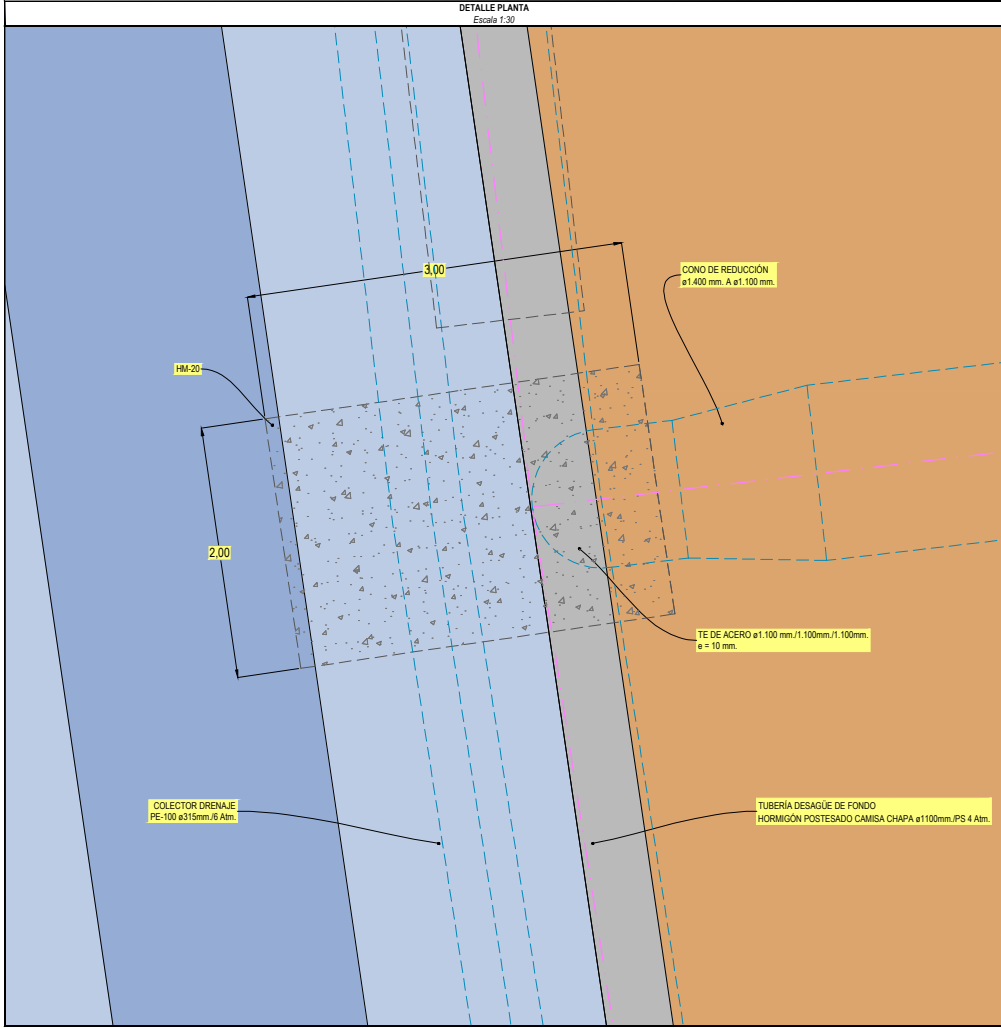 DETALLE PLANTA
Escala 1:30
3,00
CONO DE REDUCCIÓN
ø1.400 mm. A ø1.100 mm.
HM-20
2,00
TE DE ACERO ø1.100 mm./1.100mm./1.100mm.
e = 10 mm.
COLECTOR DRENAJE
PE-100 ø315mm./6 Atm.
TUBERÍA DESAGÜE DE FONDO
HORMIGÓN POSTESADO CAMISA CHAPA ø1100mm./PS 4 Atm.